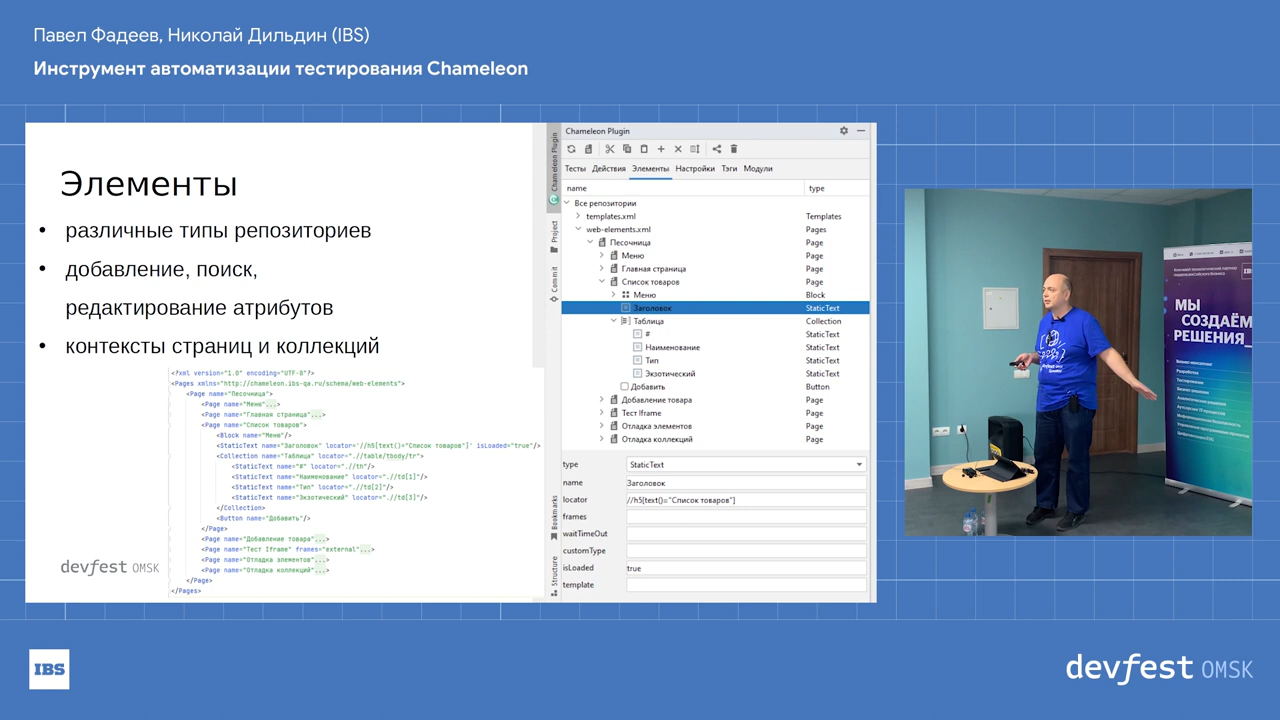 Павел Фадеев, Николай Дильдин (IBS)
Инструмент автоматизации тестирования Chameleon
Элементы
• различные типы репозиториев
• добавление, поиск,
редактирование атрибутов
• контексты страниц и коллекций
<?xml version="1.0" encoding="UTF-8"?>
<Pages xmlns="http://chameleon.ibs-qa.ru/schema/web-elements">
<Page name="Песочница">
<Page name="Меню"...>
<Page name="Главная страница"...>
<Page name="Список товаров">
<Block name="Меню"/>
<StaticText name="Заголовок" locator='//h5[text()="Список товаров"]' isLoaded="true"/>
<Collection name="Таблица" locator=".//table/tbody/tr">
<StaticText name="#" locator=".//th"/>
<StaticText name="Наименование" locator=".//td[1]"/>
<StaticText name="Тип" locator=".//td[2]"/>
<StaticText name="Экзотический" locator=".//td[3]"/>
</Collection>
<Button name="Добавить"/>
</Page>
<Page name="Добавление товара"...>
<Page name="Тест Iframe" frames="external"...>
<Page name="Отладка элементов"...>
<Page name="Отладка коллекций"...>
</Page>
</Pages>
devfest OMSK
Chameleon Plugin
Project
Commit
Bookmarks
Structure
Chameleon Plugin
Тесты Действия Элементы Настройки Тэги Модули
name type
Все репозитории
templates.xml Templates
web-elements.xml Pages
Песочница Page
Меню Page
Главная страница Page
Список товаров Page
Меню Block
Заголовок StaticText
Таблица Collection
# StaticText
Наименование StaticText
Тип StaticText
Экзотический StaticText
Добавить Button
Добавление товара Page
Тест Iframe Page
Отладка элементов Page
Отладка коллекций Page
type StaticText
name Заголовок
locator //h5[text()="Список товаров"]
frames
waitTimeOut
customType
isLoaded true
template
МЫ
СОЗДАЁМ
РЕШЕНИЯ_
IBS
devfest OMSK